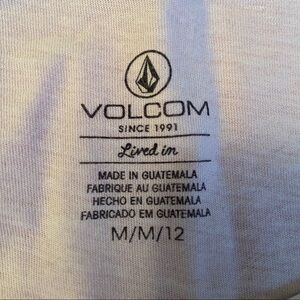 VOLCOM
SINCE 1991
Lived in
MADE IN GUATEMALA
FABRIQUE AU GUATEMALA
HECHO EN GUATEMALA
FABRICADO EM GUATEMALA
M/M/12